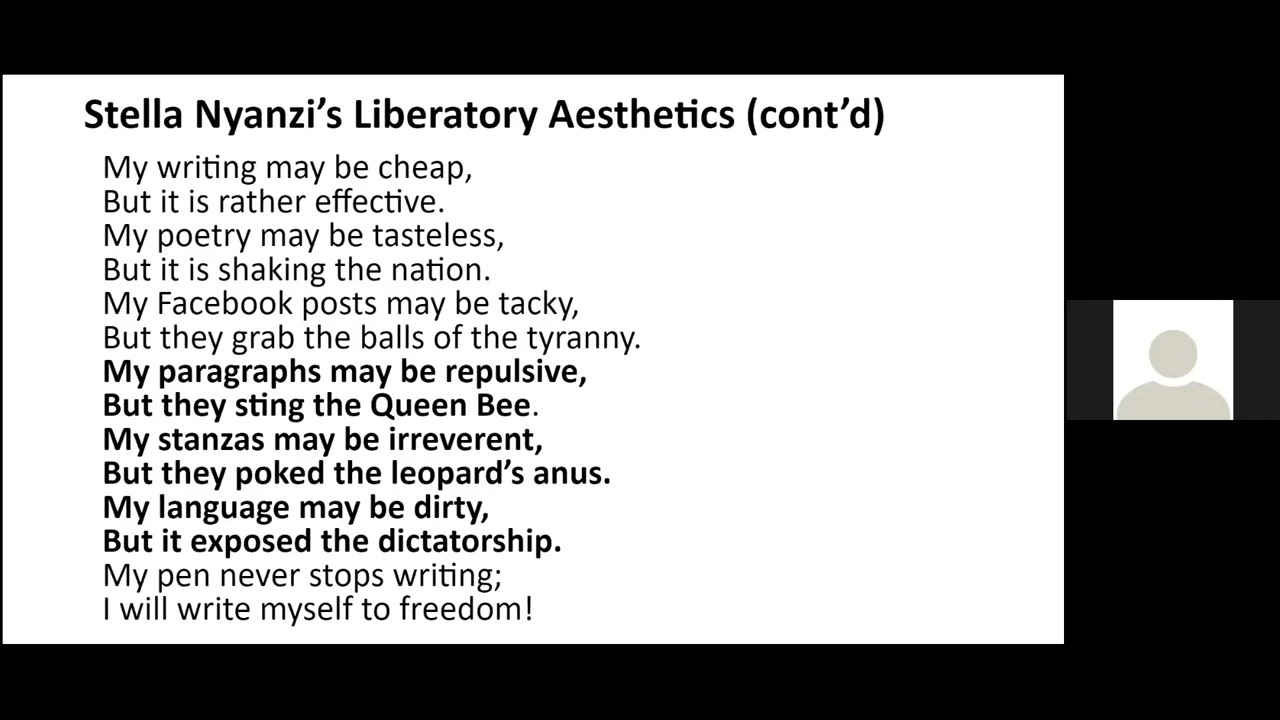 Stella Nyanzi’s Liberatory Aesthetics (cont’d)
My writing may be cheap,
But it is rather effective.
My poetry may be tasteless,
But it is shaking the nation.
My Facebook posts may be tacky,
But they grab the balls of the tyranny.
My paragraphs may be repulsive,
But they sting the Queen Bee.
My stanzas may be irreverent,
But they poked the leopard’s anus.
My language may be dirty,
But it exposed the dictatorship.
My pen never stops writing;
I will write myself to freedom!